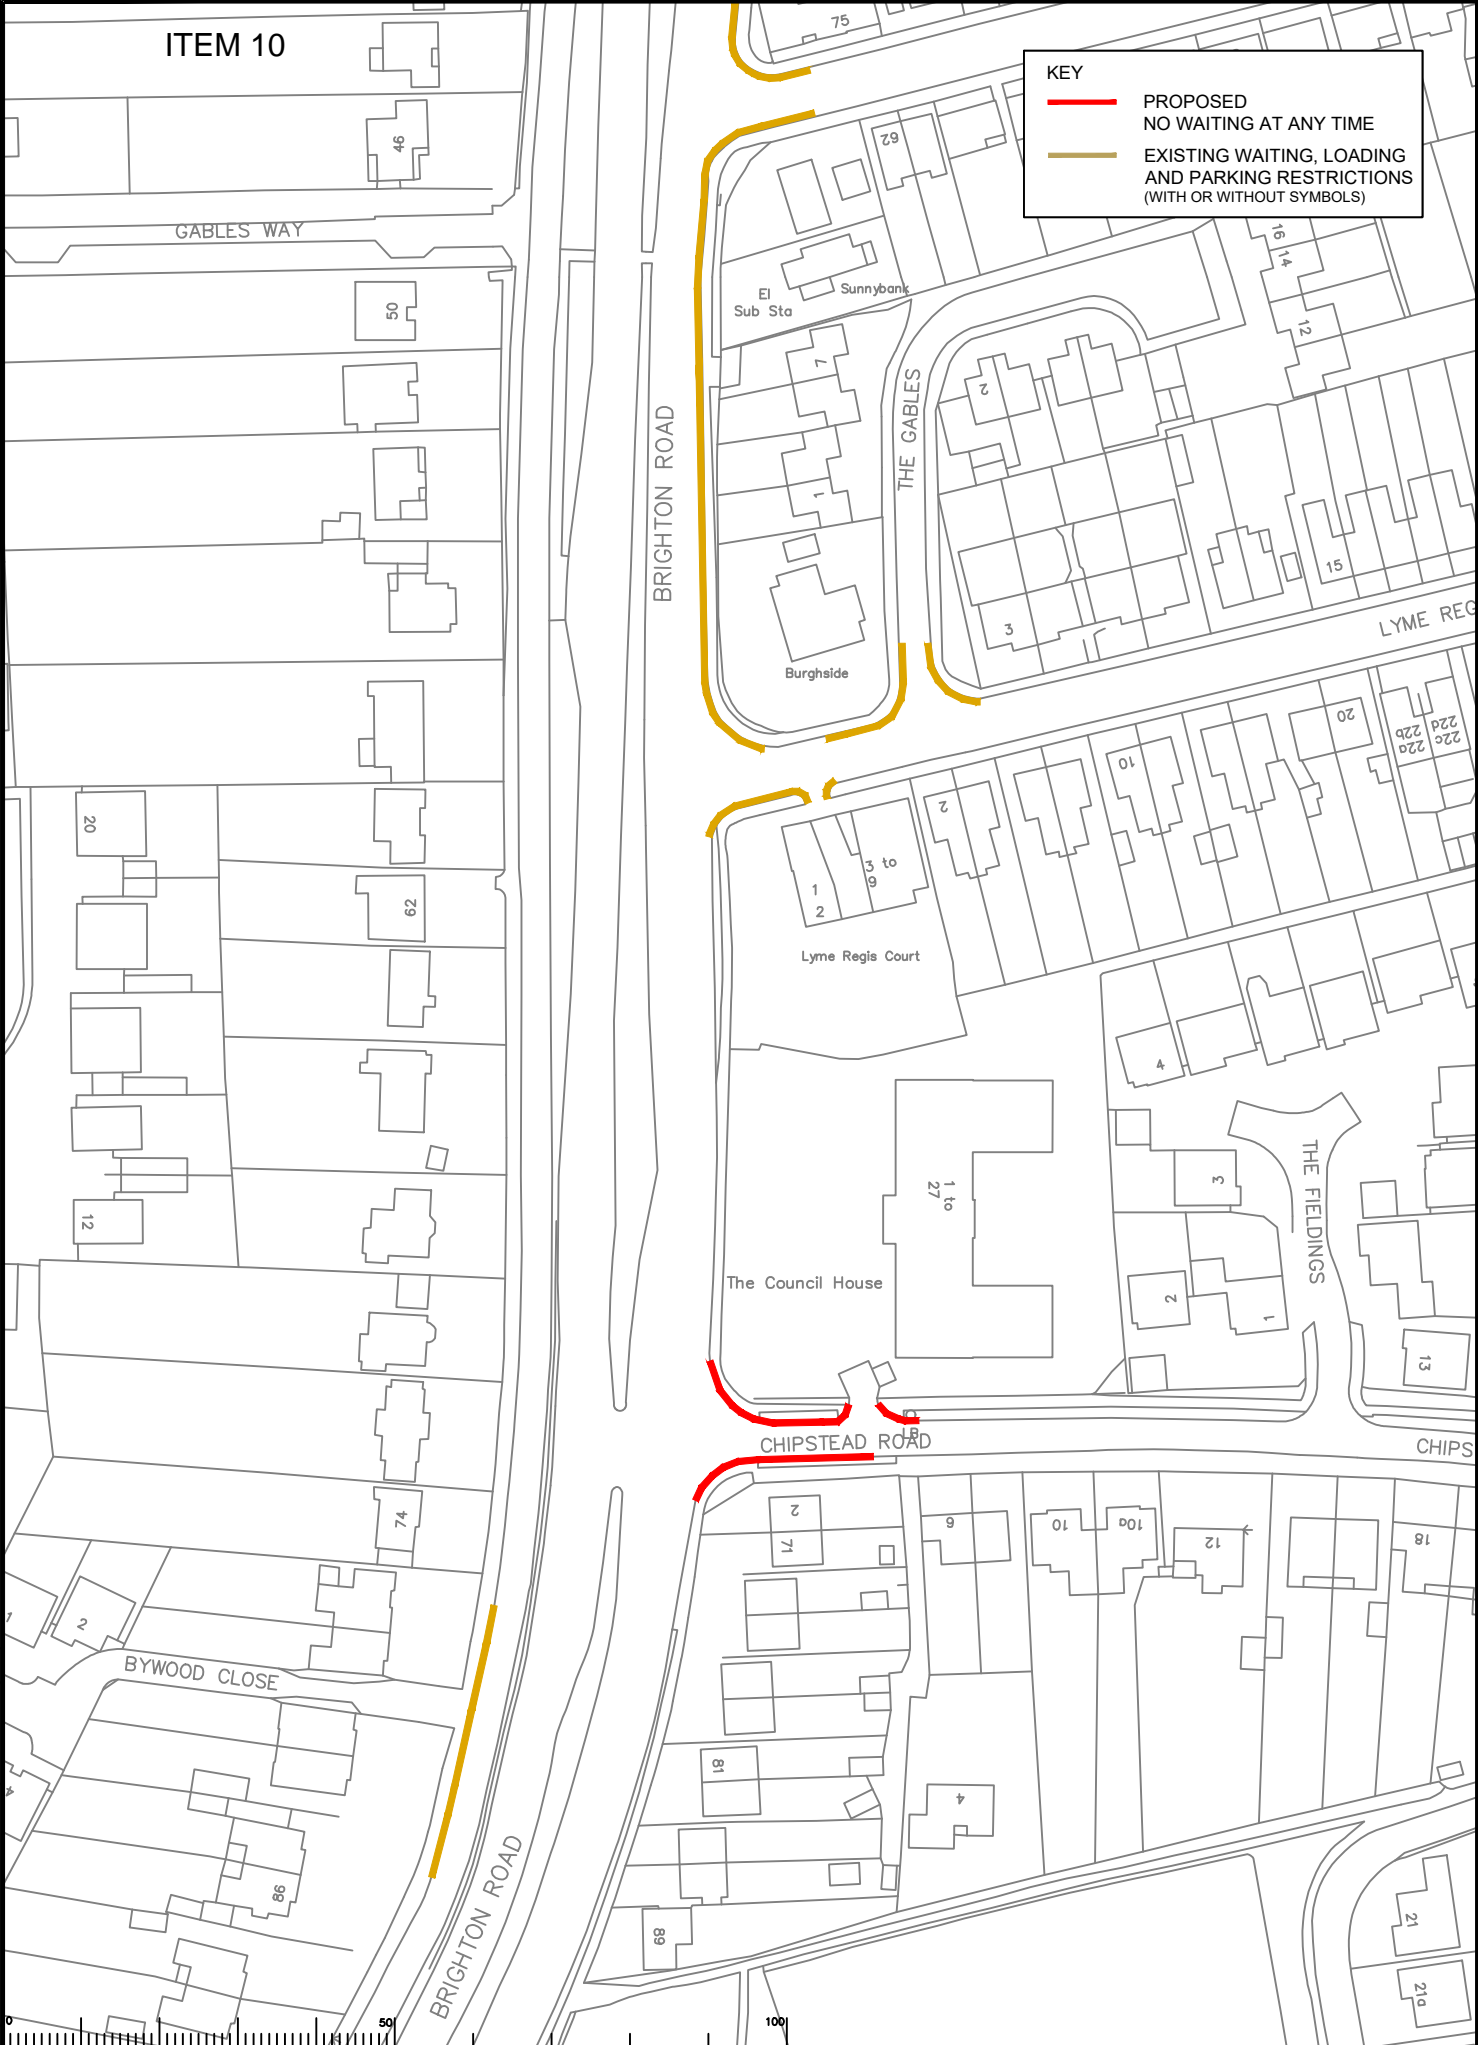 ITEM 10
75
KEY
PROPOSED
NO WAITING AT ANY TIME
EXISTING WAITING, LOADING
AND PARKING RESTRICTIONS
(WITH OR WITHOUT SYMBOLS)
46
62
GABLES WAY
16
14
12
El
Sub Sta
Sunnybank
50
7
2
THE GABLES
BRIGHTON ROAD
1
15
3
LYME REG
Burghside
20
22b
22a
22d
22c
10
2
20
3 to
9
1
2
62
Lyme Regis Court
4
THE FIELDINGS
3
1 to
27
12
The Council House
2
1
13
LB
CHIPSTEAD ROAD
CHIPS
2
71
6
10
10a
12
18
74
1
2
BYWOOD CLOSE
81
4
4
86
BRIGHTON ROAD
89
21
21a
0
50
100